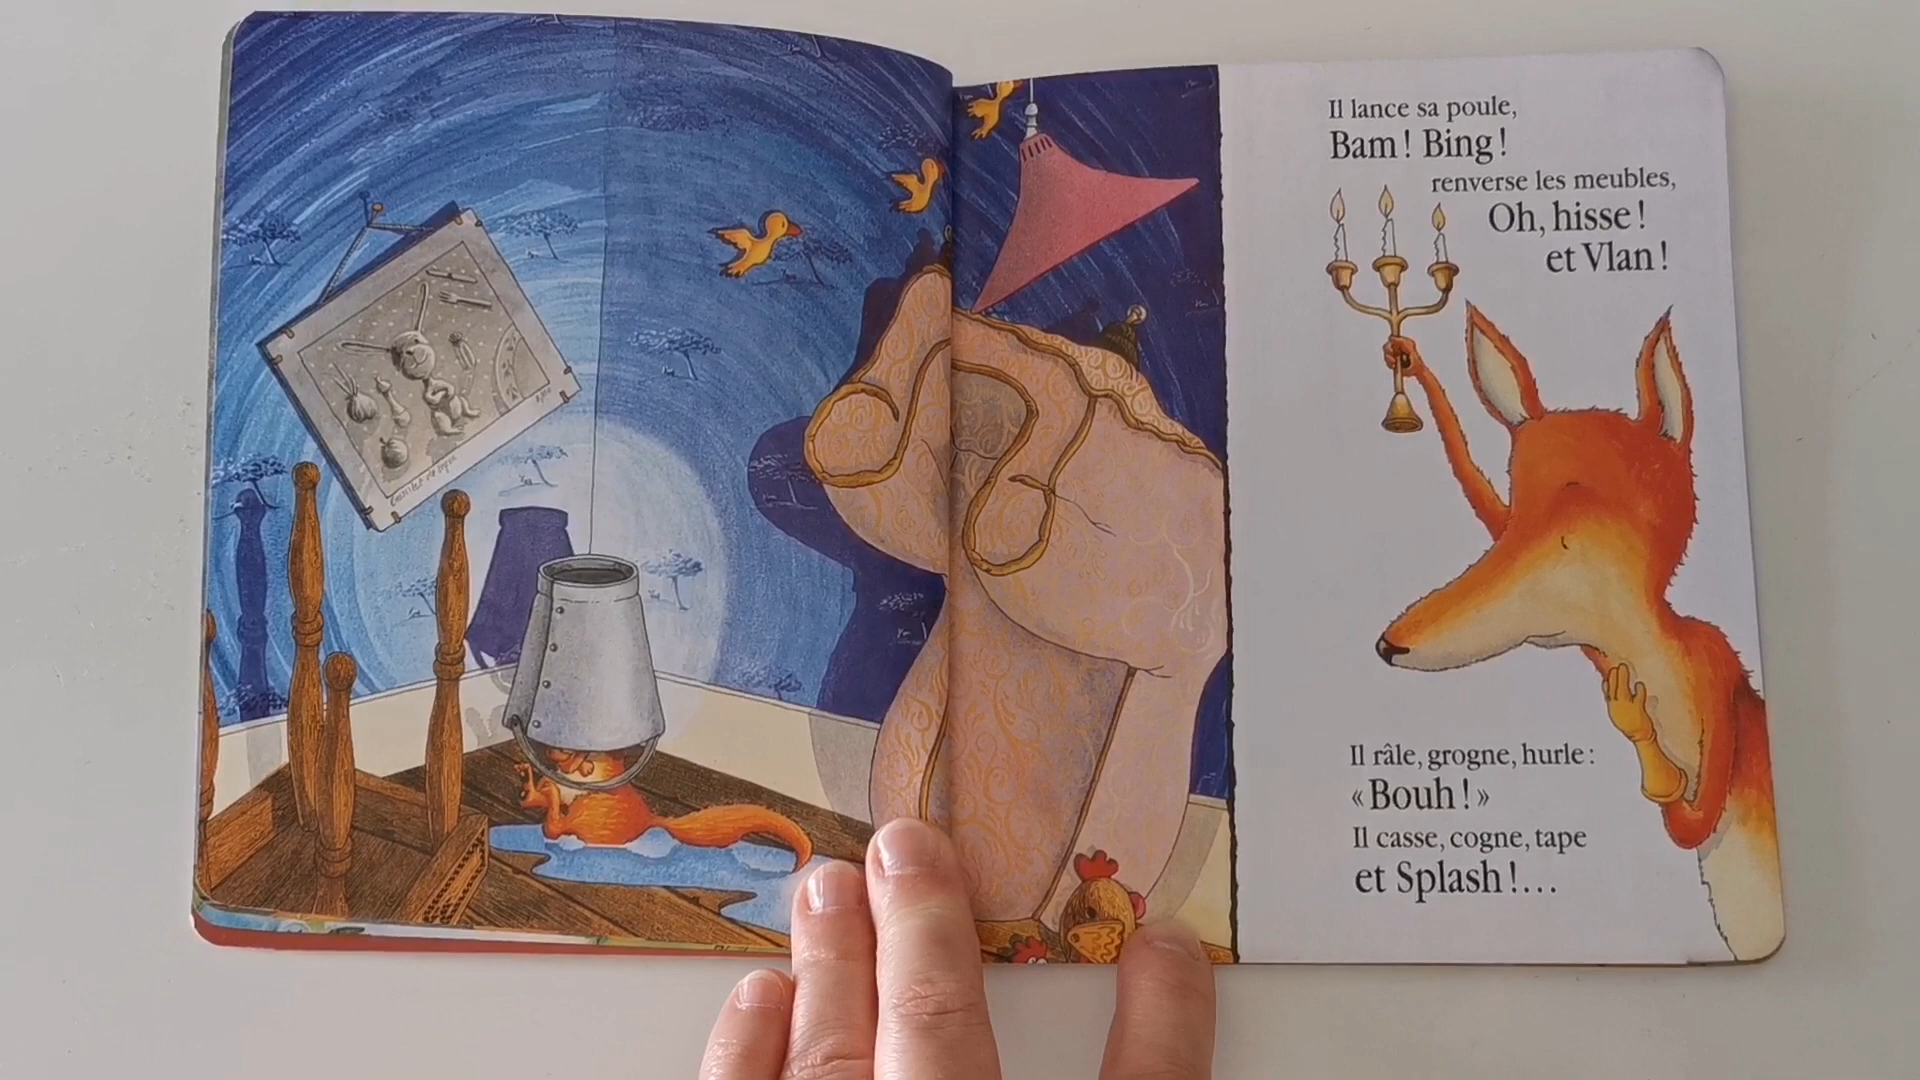 Il lance sa poule,
Bam ! Bing !
renverse les meubles,
Oh, hisse !
et Vlan !
Il râle, grogne, hurle :
« Bouh ! »
Il casse, cogne, tape
et Splash !...